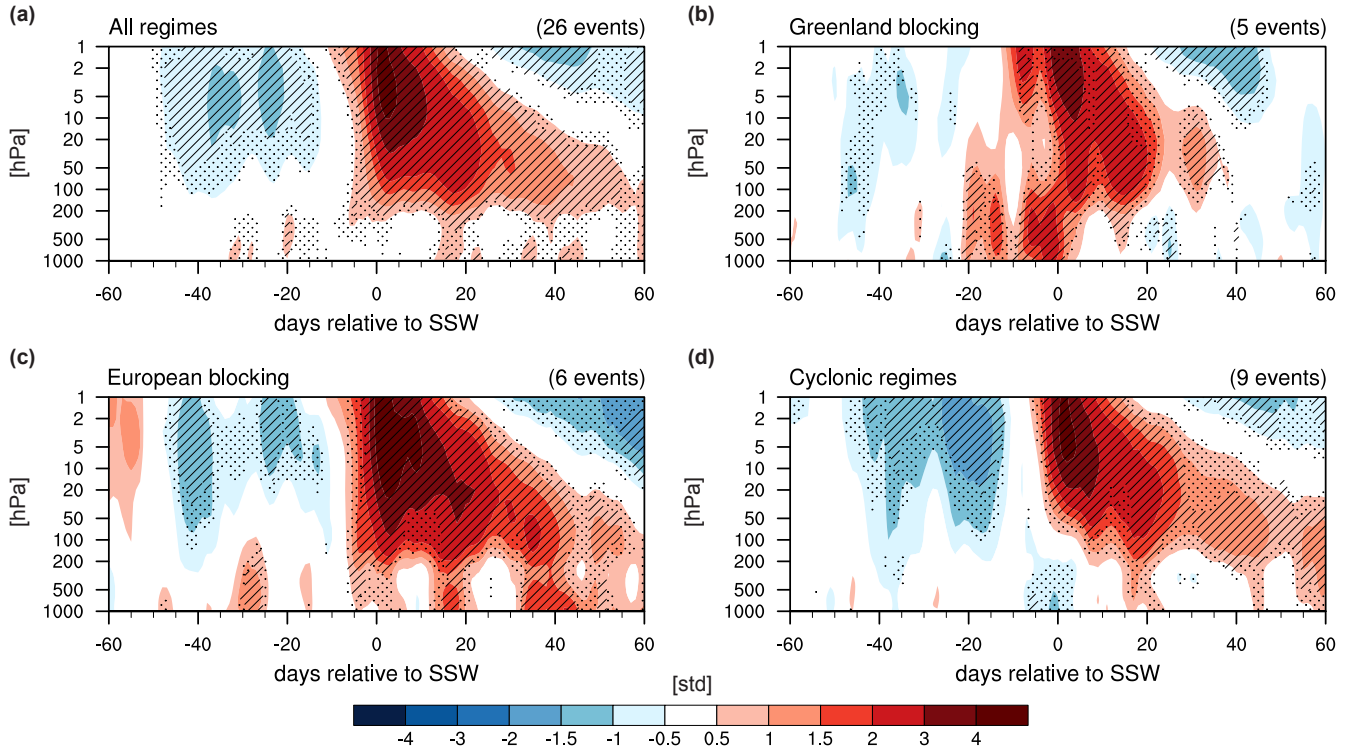 (a) All regimes (26 events)
1
2
5
10
20
50
100
200
500
1000
[hPa]
-60 -40 -20 0 20 40 60
days relative to SSW
(b) Greenland blocking (5 events)
1
2
5
10
20
50
100
200
500
1000
[hPa]
-60 -40 -20 0 20 40 60
days relative to SSW
(c) European blocking (6 events)
1
2
5
10
20
50
100
200
500
1000
[hPa]
-60 -40 -20 0 20 40 60
days relative to SSW
(d) Cyclonic regimes (9 events)
1
2
5
10
20
50
100
200
500
1000
[hPa]
-60 -40 -20 0 20 40 60
days relative to SSW
[std]
-4 -3 -2 -1.5 -1 -0.5 0.5 1 1.5 2 3 4